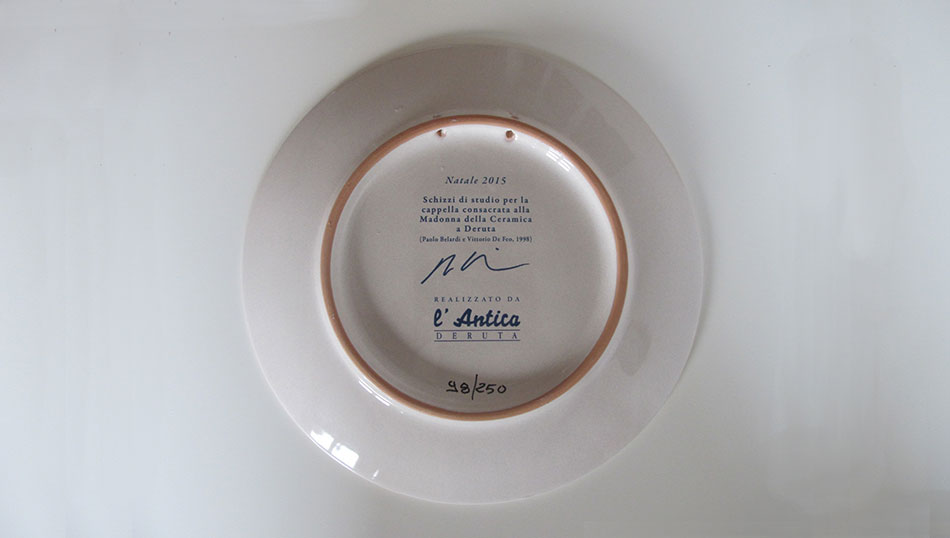 Natale 2015
Schizzi di studio per la
cappella consacrata alla
Madonna della Ceramica
a Deruta
(Paolo Belardi e Vittorio De Feo, 1998)
REALIZZATO DA
l'Antica
DERUTA
98/250